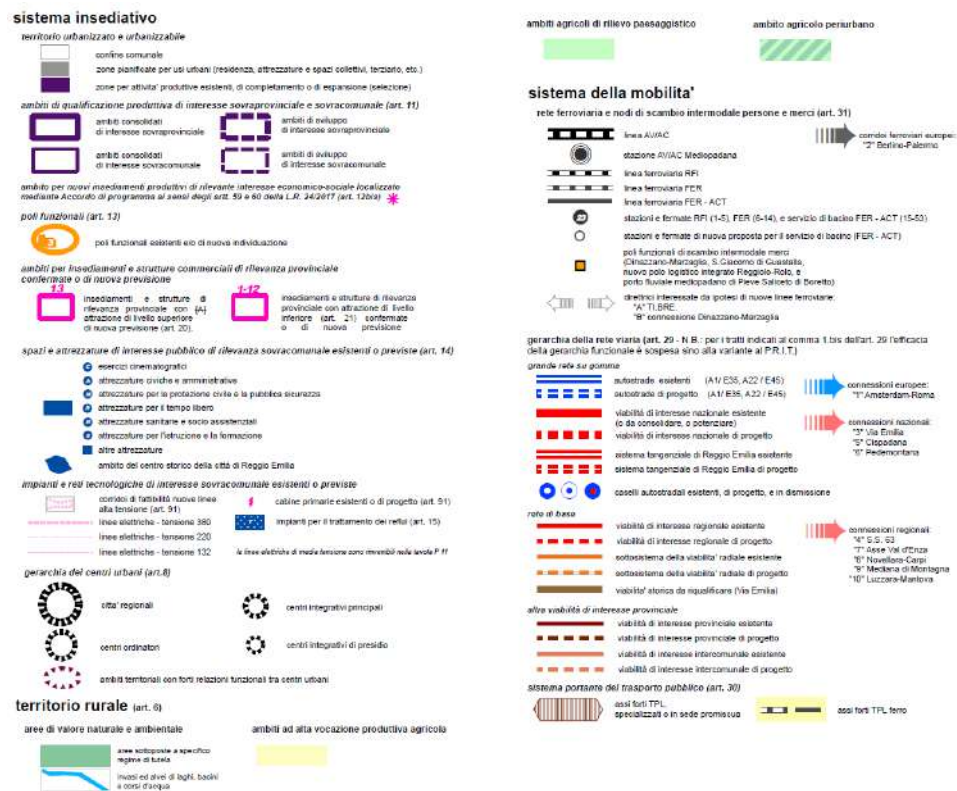 sistema insediativo
territorio urbanizzato e urbanizzabile
confine comunale
zone pianificate per usi urbani (residenza, attrezzature e spazi collettivi, terziario, etc.)
zone per attivita' produttive esistenti, di completamento o di espansione (selezione)
ambiti di qualificazione produttiva di interesse sovraprovinciale e sovracomunale (art. 11)
ambiti consolidati
di interesse sovraprovinciale
ambiti di sviluppo
di interesse sovraprovinciale
ambiti consolidati
di interesse sovracomunale
ambiti di sviluppo
di interesse sovracomunale
ambito per nuovi insediamenti produttivi di rilevante interesse economico-sociale localizzato
mediante Accordo di programma ai sensi degli artt. 59 e 60 della L.R. 24/2017 (art. 12bis)
poli funzionali (art. 13)
3
poli funzionali esistenti e/o di nuova individuazione
ambiti per insediamenti e strutture commerciali di rilevanza provinciale
confermate o di nuova previsione
13
insediamenti e strutture di
rilevanza provinciale con (A)
attrazione di livello superiore
di nuova previsione (art. 20).
1-12
insediamenti e strutture di rilevanza
provinciale con attrazione di livello
inferiore (art. 21) confermate
o di nuova previsione
spazi e attrezzature di interesse pubblico di rilevanza sovracomunale esistenti o previste (art. 14)
esercizi cinematografici
attrezzature civiche e amministrative
attrezzature per la protezione civile e la pubblica sicurezza
attrezzature per il tempo libero
attrezzature sanitarie e socio assistenziali
attrezzature per l'istruzione e la formazione
altre attrezzature
ambito del centro storico della città di Reggio Emilia
impianti e reti tecnologiche di interesse sovracomunale esistenti o previste
corridoi di fattibilità nuove linee
alta tensione (art. 91)
cabine primarie esistenti o di progetto (art. 91)
linee elettriche - tensione 380
impianti per il trattamento dei reflui (art. 15)
linee elettriche - tensione 220
linee elettriche - tensione 132
le linee elettriche di media tensione sono rinvenibili nella tavola P 11
gerarchia dei centri urbani (art.8)
citta' regionali
centri integrativi principali
centri ordinatori
centri integrativi di presidio
ambiti territoriali con forti relazioni funzionali tra centri urbani
territorio rurale (art. 6)
aree di valore naturale e ambientale
ambiti ad alta vocazione produttiva agricola
aree sottoposte a specifico
regime di tutela
invasi ed alvei di laghi, bacini
e corsi d'acqua
ambiti agricoli di rilievo paesaggistico
ambito agricolo periurbano
sistema della mobilita'
rete ferroviaria e nodi di scambio intermodale persone e merci (art. 31)
linea AV/AC
corridoi ferroviari europei:
"2" Berlino-Palermo
stazione AV/AC Mediopadana
linea ferroviaria RFI
linea ferroviaria FER
linea ferroviaria FER - ACT
stazioni e fermate RFI (1-5), FER (6-14), e servizio di bacino FER - ACT (15-53)
stazioni e fermate di nuova proposta per il servizio di bacino (FER - ACT)
poli funzionali di scambio intermodale merci
(Dinazzano-Marzaglia, S.Giacomo di Guastalla,
nuovo polo logistico integrato Reggiolo-Rolo, e
porto fluviale mediopadano di Pieve Saliceto di Boretto)
direttrici interessate da ipotesi di nuove linee ferroviarie:
"A" TI.BRE.
"B" connessione Dinazzano-Marzaglia
gerarchia della rete viaria (art. 29 - N.B.: per i tratti indicati al comma 1.bis dell'art. 29 l'efficacia
della gerarchia funzionale è sospesa sino alla variante al P.R.I.T.)
grande rete su gomma
autostrade esistenti (A1/ E35, A22 / E45)
autostrade di progetto (A1/ E35, A22 / E45)
connessioni europee:
"1" Amsterdam-Roma
viabilità di interesse nazionale esistente
(o da consolidare, o potenziare)
viabilità di interesse nazionale di progetto
connessioni nazionali:
"3" Via Emilia
"5" Cispadana
"6" Pedemontana
sistema tangenziale di Reggio Emilia esistente
sistema tangenziale di Reggio Emilia di progetto
caselli autostradali esistenti, di progetto, e in dismissione
rete di base
viabilità di interesse regionale esistente
viabilità di interesse regionale di progetto
sottosistema della viabilita' radiale esistente
sottosistema della viabilita' radiale di progetto
viabilita' storica da riqualificare (Via Emilia)
connessioni regionali:
"4" S.S. 63
"7" Asse Val d'Enza
"8" Novellara-Carpi
"9" Mediana di Montagna
"10" Luzzara-Mantova
altra viabilità di interesse provinciale
viabilità di interesse provinciale esistente
viabilità di interesse provinciale di progetto
viabilità di interesse intercomunale esistente
viabilità di interesse intercomunale di progetto
sistema portante del trasporto pubblico (art. 30)
assi forti TPL,
specializzati o in sede promiscua
assi forti TPL ferro